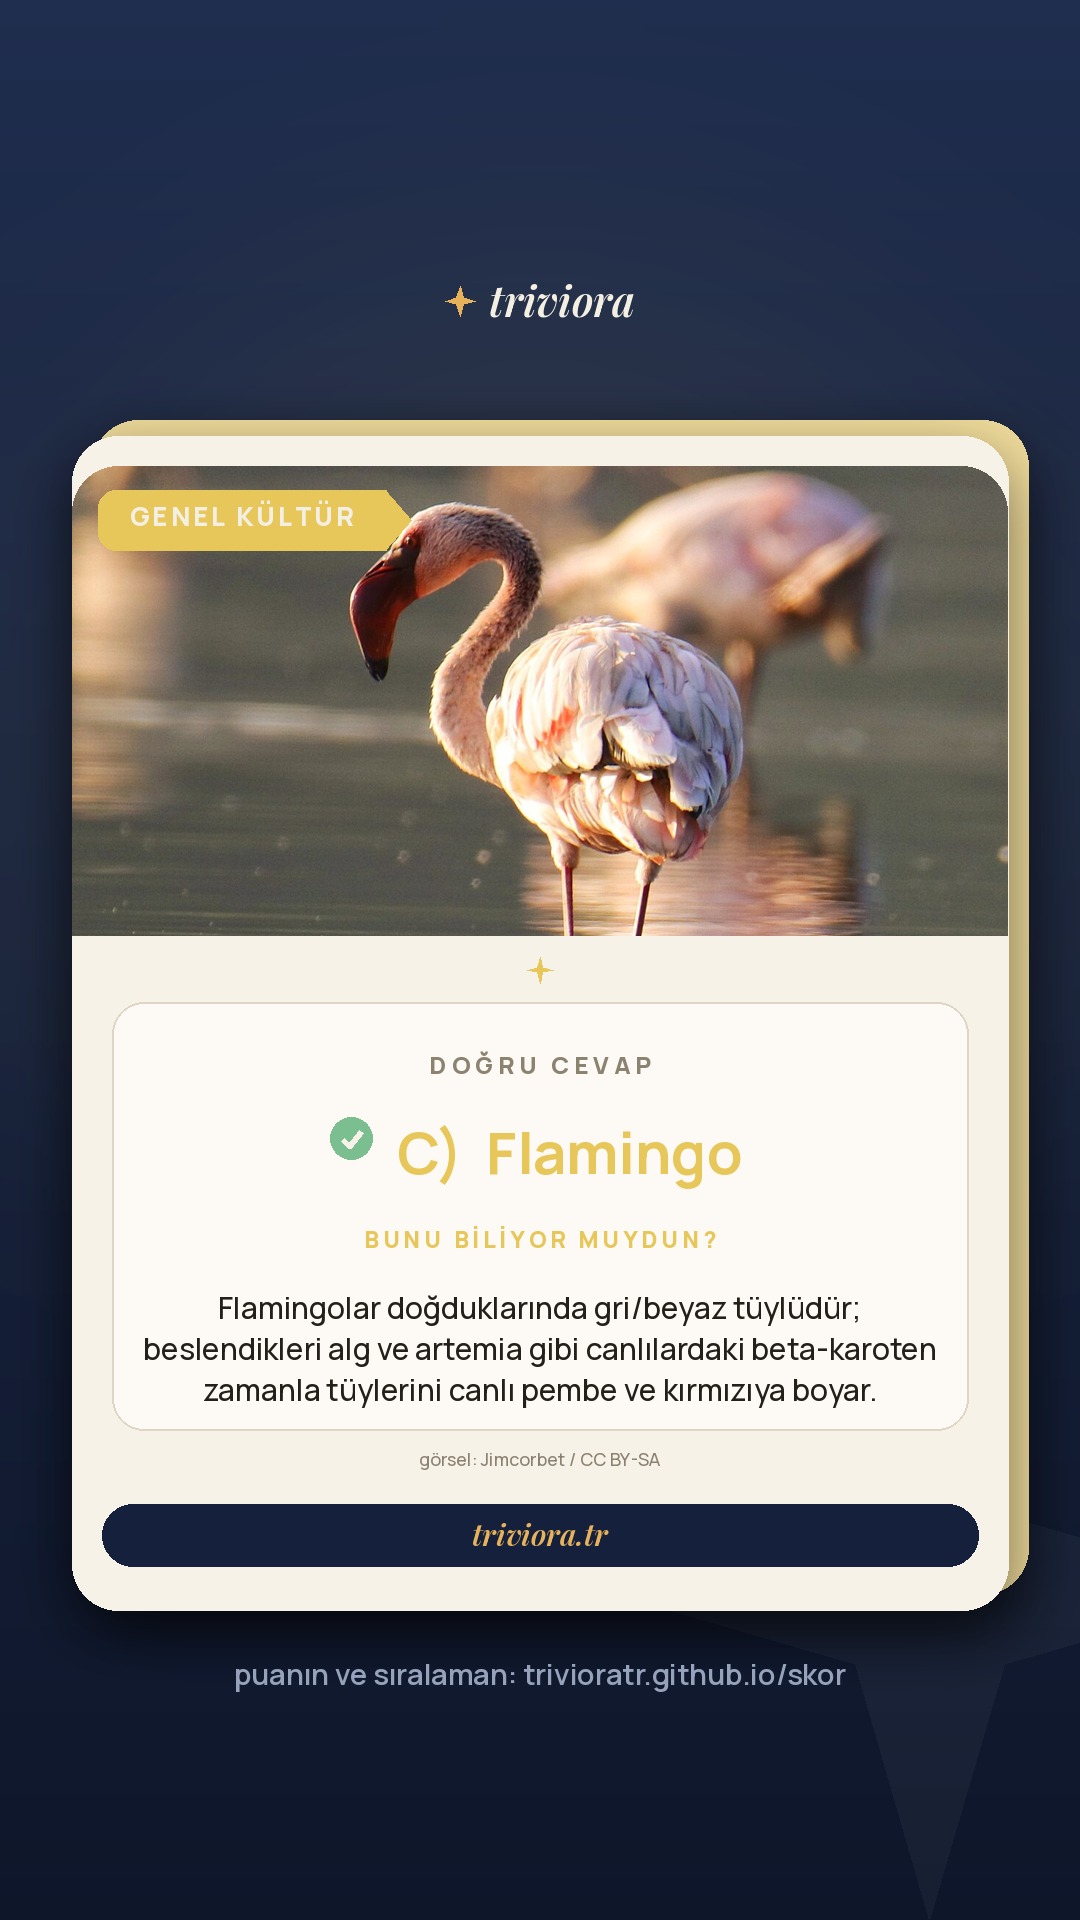 triviora
GENEL KÜLTÜR
DOĞRU CEVAP
C) Flamingo
BUNU BİLİYOR MUYDUN?
Flamingolar doğduklarında gri/beyaz tüylüdür;
beslendikleri alg ve artemia gibi canlılardaki beta-karoten
zamanla tüylerini canlı pembe ve kırmızıya boyar.
görsel: Jimcorbet / CC BY-SA
triviora.tr
puanın ve sıralaman: trivioratr.github.io/skor